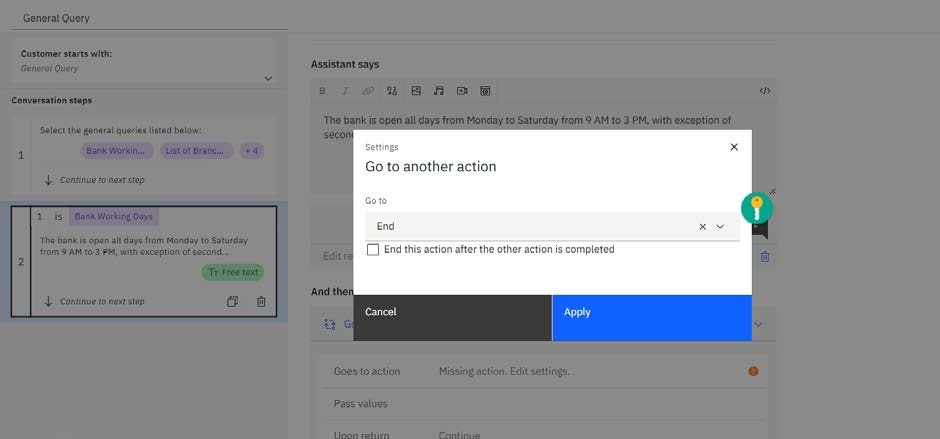 General Query
Customer starts with:
General Query
Conversation steps
1
Select the general queries listed below:
Bank Workin... List of Branc... + 4
Continue to next step
2
1 is Bank Working Days
The bank is open all days from Monday to Saturday
from 9 AM to 3 PM, with exception of second...
Free text
Continue to next step
Assistant says
B I
The bank is open all days from Monday to Saturday from 9 AM to 3 PM, with exception of
secon
Edit re
And then
Settings
Go to another action
Go to
End
End this action after the other action is completed
Cancel
Apply
Goes to action Missing action. Edit settings.
Pass values
Upon return Continue